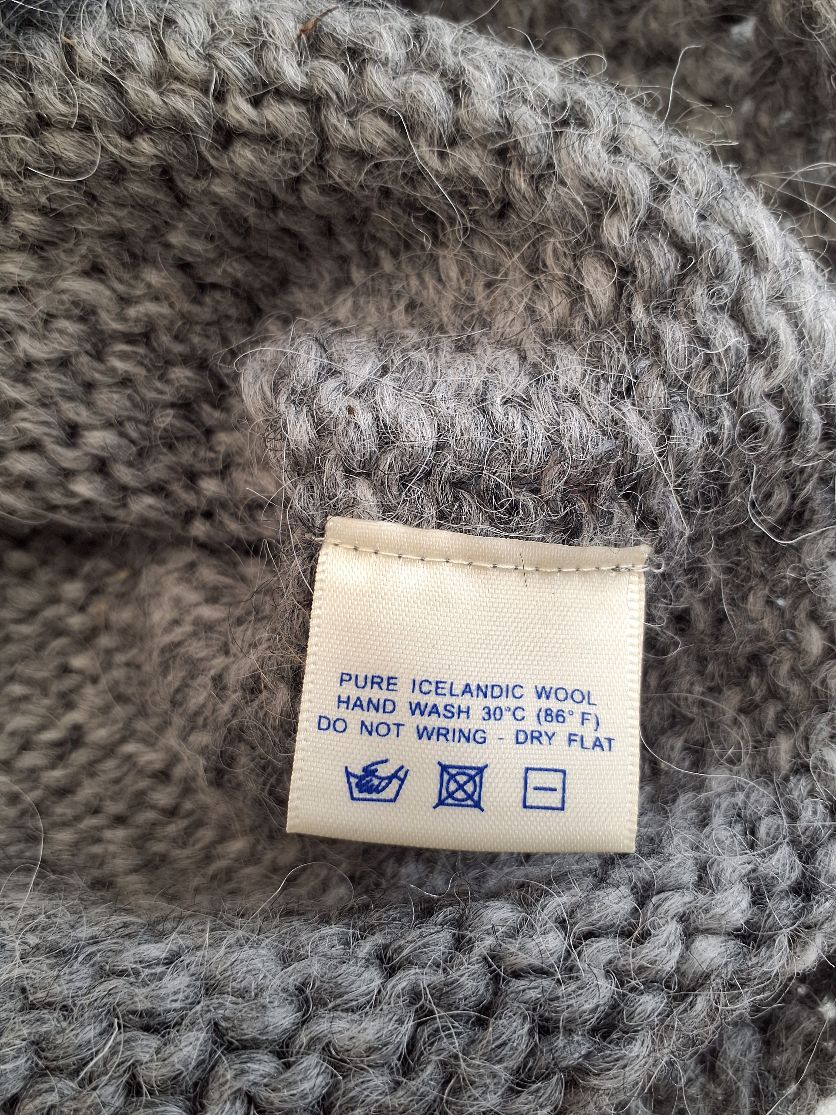 PURE ICELANDIC WOOL
HAND WASH 30°C (86° F)
DO NOT WRING - DRY FLAT